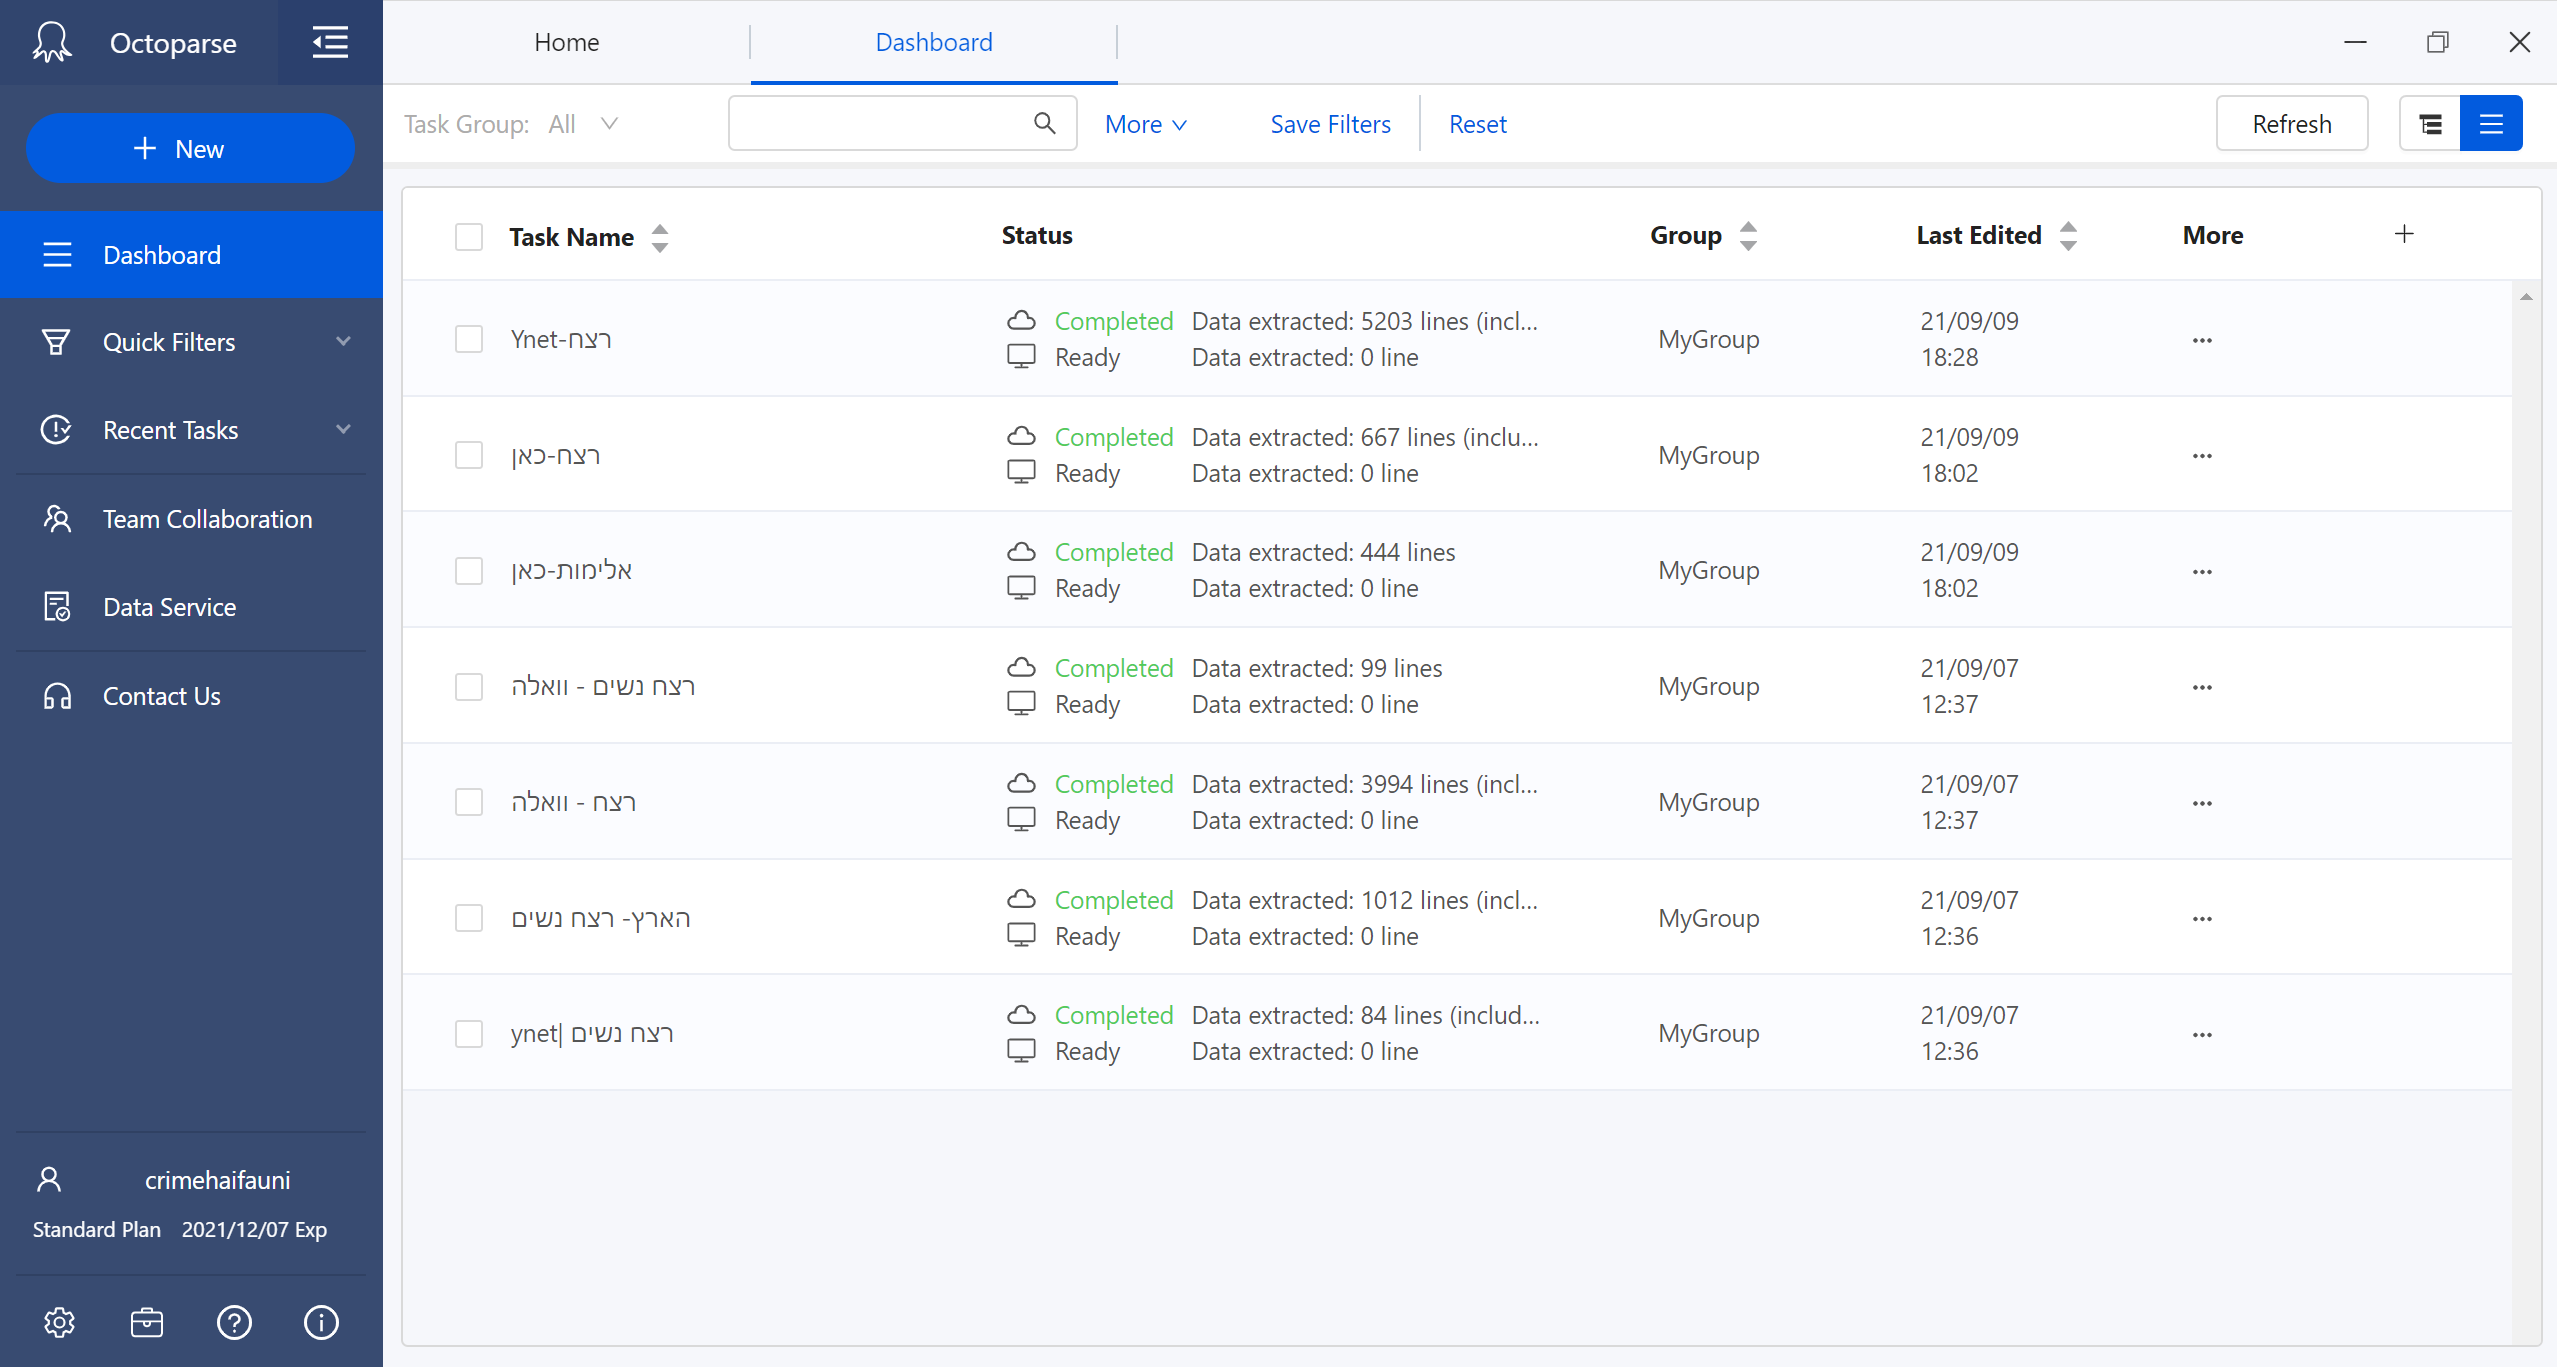 Octoparse
Home
Dashboard
New
Task Group: All
More
Save Filters
Reset
Refresh
Dashboard
Quick Filters
Recent Tasks
Team Collaboration
Data Service
Contact Us
Task Name
Status
Group
Last Edited
More
Ynet-רצח
Completed Data extracted: 5203 lines (incl...
Ready Data extracted: 0 line
MyGroup
21/09/09
18:28
רצח-כאן
Completed Data extracted: 667 lines (inclu...
Ready Data extracted: 0 line
MyGroup
21/09/09
18:02
אלימות-כאן
Completed Data extracted: 444 lines
Ready Data extracted: 0 line
MyGroup
21/09/09
18:02
רצח נשים - וואלה
Completed Data extracted: 99 lines
Ready Data extracted: 0 line
MyGroup
21/09/07
12:37
רצח - וואלה
Completed Data extracted: 3994 lines (incl...
Ready Data extracted: 0 line
MyGroup
21/09/07
12:37
הארץ- רצח נשים
Completed Data extracted: 1012 lines (incl...
Ready Data extracted: 0 line
MyGroup
21/09/07
12:36
ynet| רצח נשים
Completed Data extracted: 84 lines (includ...
Ready Data extracted: 0 line
MyGroup
21/09/07
12:36
crimehaifauni
Standard Plan 2021/12/07 Exp